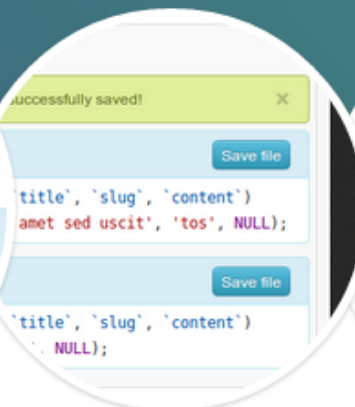 successfully saved! ×
Save file
`title`, `slug`, `content`)
amet sed uscit', 'tos', NULL);
Save file
`title`, `slug`, `content`)
', NULL);